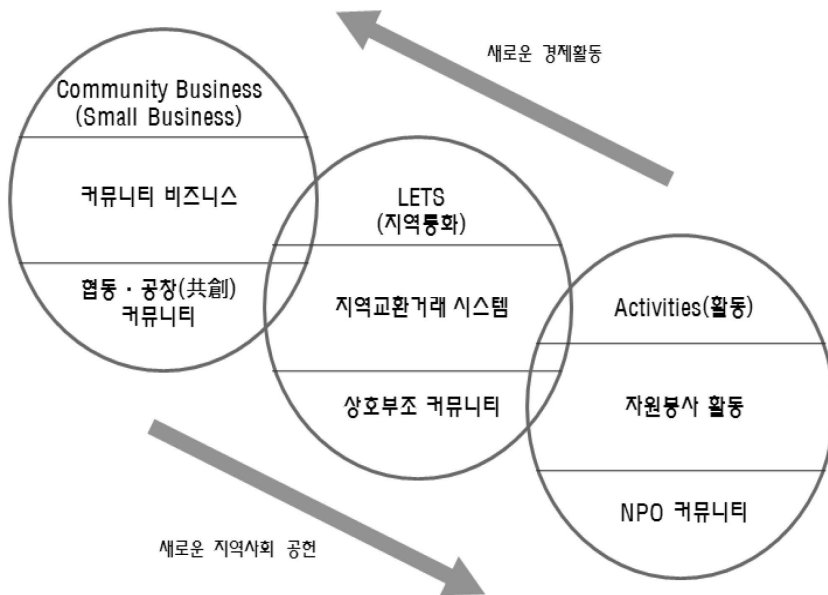 새로운 경제활동
Community Business
(Small Business)
커뮤니티 비즈니스
협동·공창(共創)
커뮤니티
LETS
(지역통화)
지역교환거래 시스템
상호부조 커뮤니티
Activities(활동)
자원봉사 활동
NPO 커뮤니티
새로운 지역사회 공헌